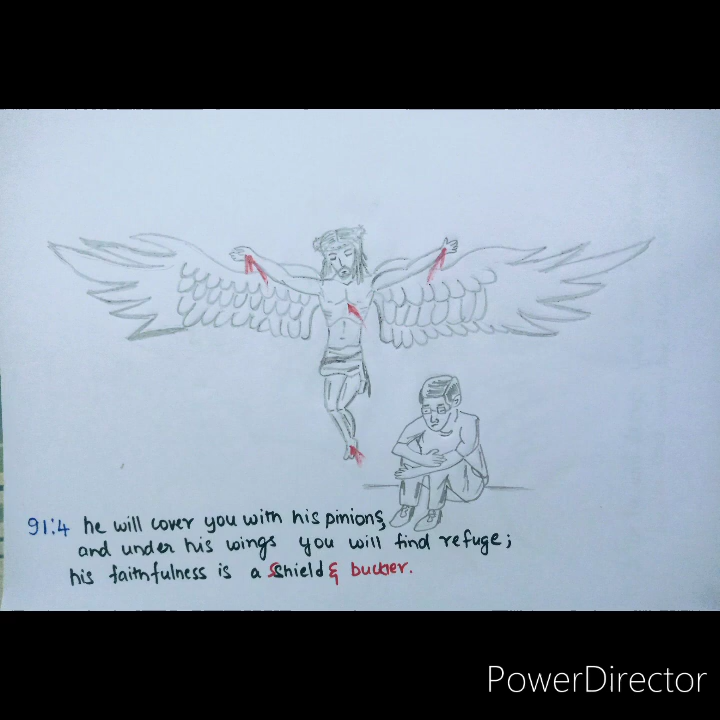 91:4 he will cover you with his pinions,
and under his wings you will find refuge;
his faithfulness is a shield & buckler.
PowerDirector